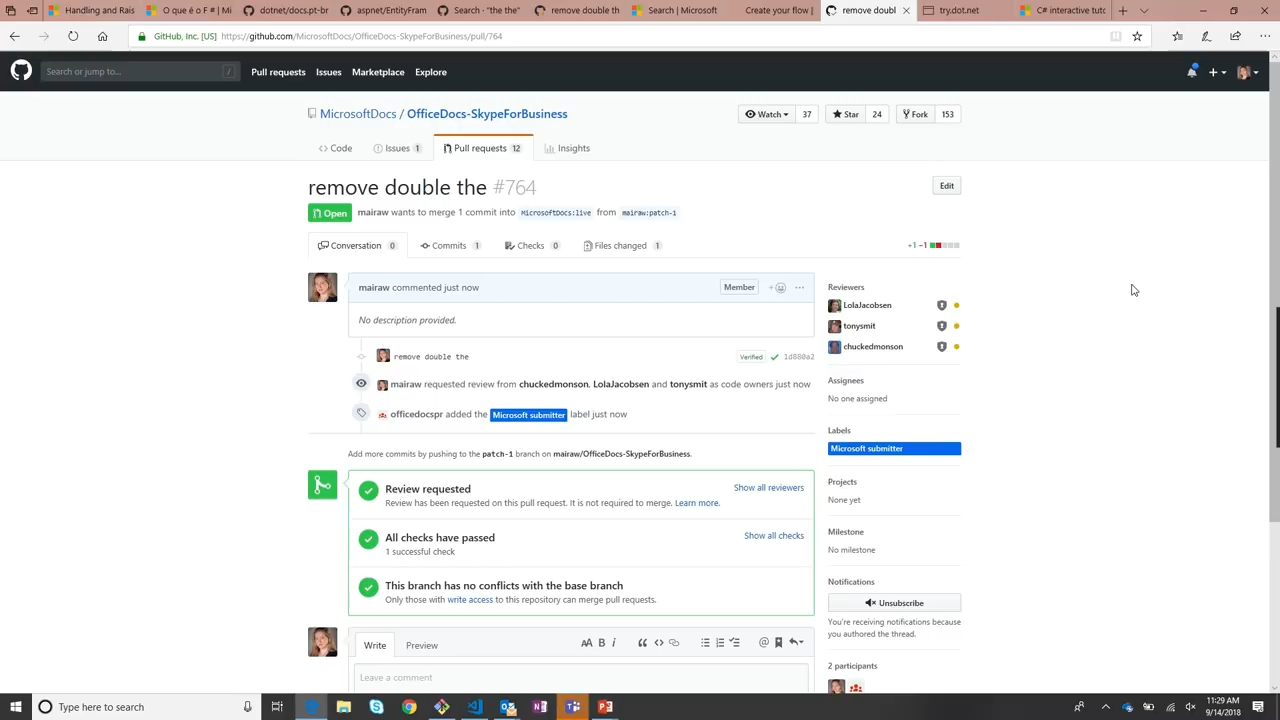 Handling and Rais
O que é o F# | Mi
dotnet/docs.pt-br
dotnet/EntityFram
Search · "the the"
remove double th
Search | Microsoft
Create your GitHu
remove doubl
try.dot.net
C# interactive tuto
GitHub, Inc. [US] https://github.com/MicrosoftDocs/OfficeDocs-SkypeForBusiness/pull/764
Search or jump to... /
Pull requests Issues Marketplace Explore
MicrosoftDocs / OfficeDocs-SkypeForBusiness
Watch 37 Star 24 Fork 153
Code Issues 1 Pull requests 12 Insights
remove double the #764
Edit
Open mairaw wants to merge 1 commit into MicrosoftDocs:live from mairaw:patch-1
Conversation 0 Commits 1 Checks 0 Files changed 1 +1 −1
mairaw commented just now Member
No description provided.
remove double the Verified 1d880a2
mairaw requested review from chuckedmonson, LolaJacobsen and tonysmit as code owners just now
officedocspr added the Microsoft submitter label just now
Add more commits by pushing to the patch-1 branch on mairaw/OfficeDocs-SkypeForBusiness.
Review requested Show all reviewers
Review has been requested on this pull request. It is not required to merge. Learn more.
All checks have passed Show all checks
1 successful check
This branch has no conflicts with the base branch
Only those with write access to this repository can merge pull requests.
Write Preview AA B i
Leave a comment
Reviewers
LolaJacobsen
tonysmit
chuckedmonson
Assignees
No one assigned
Labels
Microsoft submitter
Projects
None yet
Milestone
No milestone
Notifications
Unsubscribe
You're receiving notifications because
you authored the thread.
2 participants
Type here to search
11:29 AM
9/14/2018